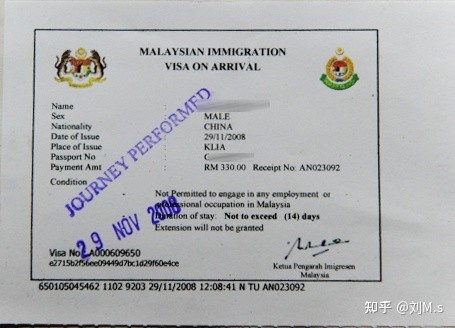 MALAYSIAN IMMIGRATION
VISA ON ARRIVAL
Name :
Sex : MALE
Nationality : CHINA
Date of Issue : 29/11/2008
Place of Issue : KLIA
Passport No
Payment Amt : RM 330.00 Receipt No: AN023092
Condition
JOURNEY PERFORMED
29 NOV 2008
Not Permitted to engage in any employment or
professional occupation in Malaysia
Duration of stay: Not to exceed (14) days
Extension will not be granted
Visa No : A000609650
e2715b2f56ee09449d7bc1d29f60e4ce
Ketua Pengarah Imigresen
Malaysia
650105045462 1102 9203 29/11/2008 12:08:41 N TU AN023092
知乎 @刘M.s